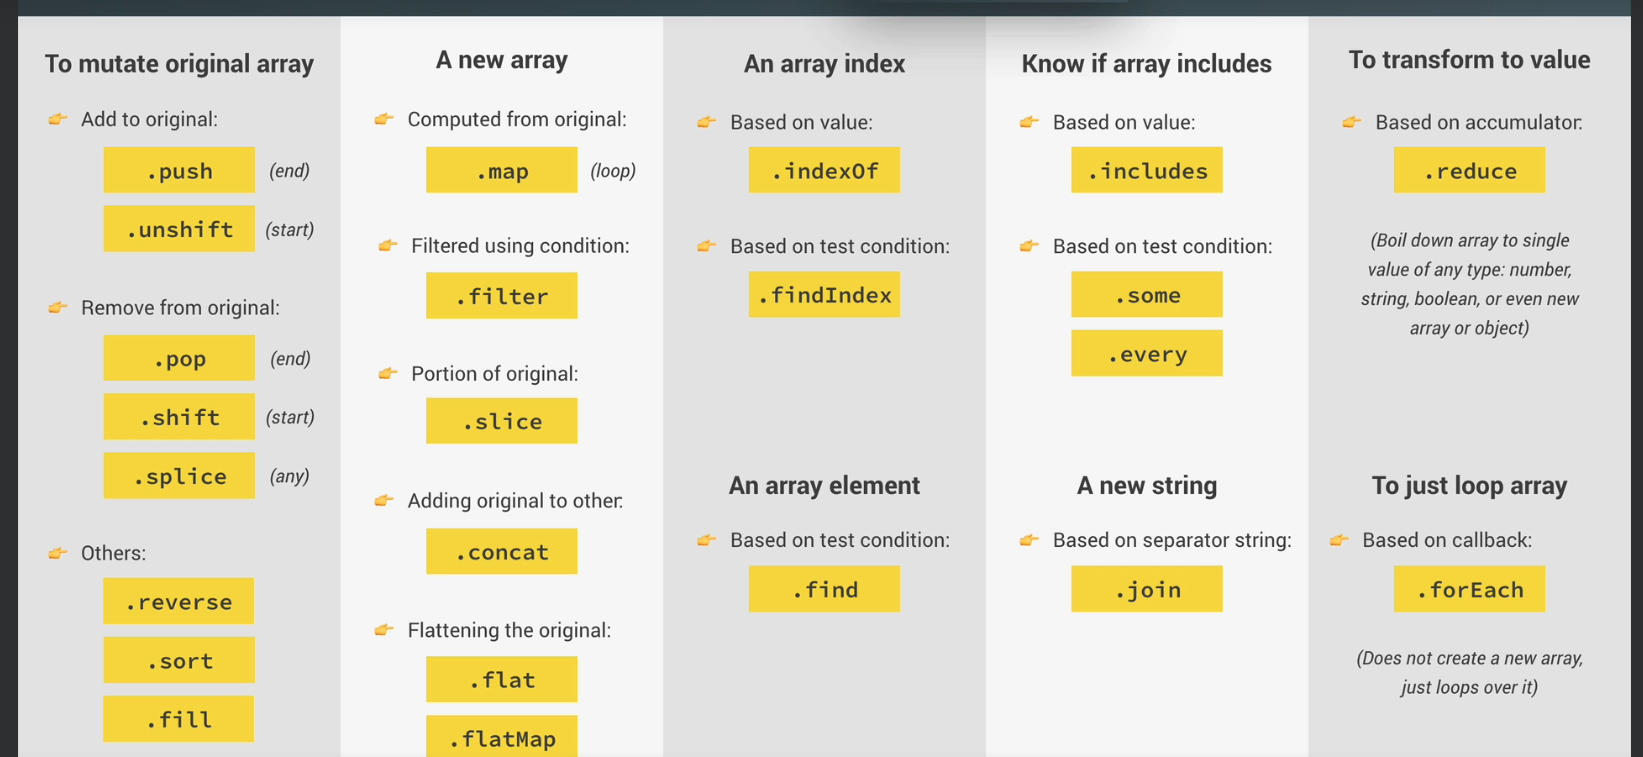 To mutate original array
Add to original:
.push (end)
.unshift (start)
Remove from original:
.pop (end)
.shift (start)
.splice (any)
Others:
.reverse
.sort
.fill
A new array
Computed from original:
.map (loop)
Filtered using condition:
.filter
Portion of original:
.slice
Adding original to other:
.concat
Flattening the original:
.flat
.flatMap
An array index
Based on value:
.indexOf
Based on test condition:
.findIndex
An array element
Based on test condition:
.find
Know if array includes
Based on value:
.includes
Based on test condition:
.some
.every
A new string
Based on separator string:
.join
To transform to value
Based on accumulator:
.reduce
(Boil down array to single
value of any type: number,
string, boolean, or even new
array or object)
To just loop array
Based on callback:
.forEach
(Does not create a new array,
just loops over it)